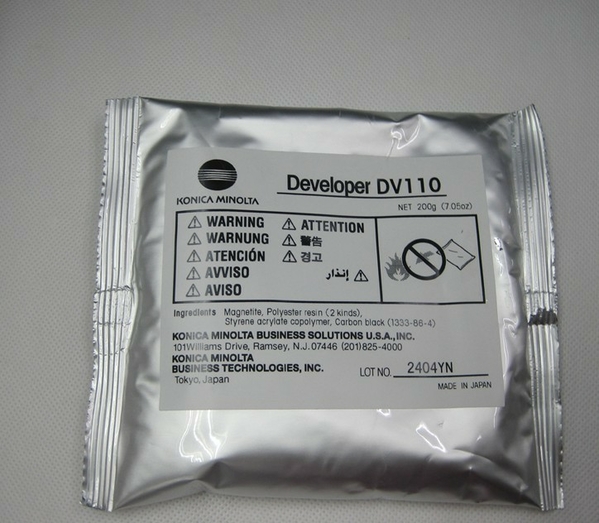 KONICA MINOLTA
Developer DV110
NET 200g (7.05oz)
WARNING
ATTENTION
WARNUNG
警告
ATENCIÓN
경고
AVVISO
إنذار
AVISO
Ingredients Magnetite, Polyester resin (2 kinds),
Styrene acrylate copolymer, Carbon black (1333-86-4)
KONICA MINOLTA BUSINESS SOLUTIONS U.S.A., INC.
101Williams Drive, Ramsey, N.J. 07446 (201)825-4000
KONICA MINOLTA
BUSINESS TECHNOLOGIES, INC.
Tokyo, Japan
LOT NO. 2404YN
MADE IN JAPAN